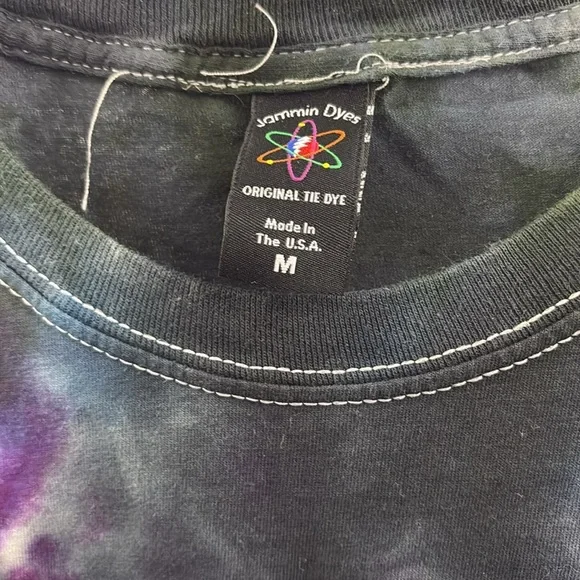 Jammin Dyes
ORIGINAL TIE DYE
Made In
The U.S.A.
M